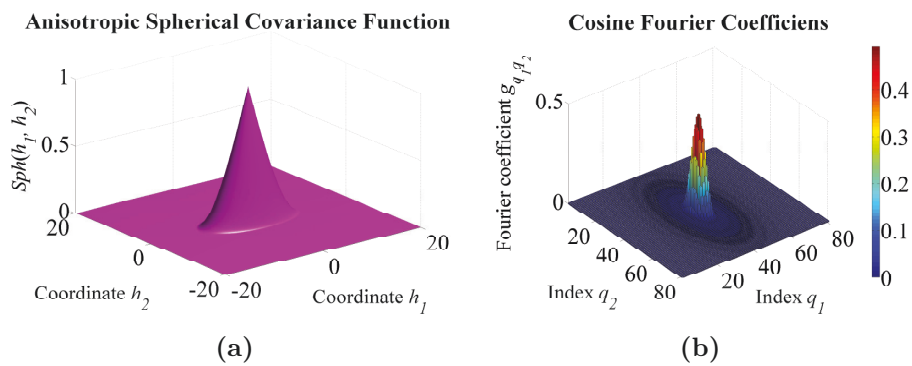 Anisotropic Spherical Covariance Function
Sph(h1, h2)
1
0.5
0
20
0
-20
Coordinate h2
-20
0
20
Coordinate h1
(a)
Cosine Fourier Coefficiens
Fourier coefficient gq1q2
0.5
0
20
40
60
80
Index q2
20
40
60
80
Index q1
0.4
0.3
0.2
0.1
0
(b)